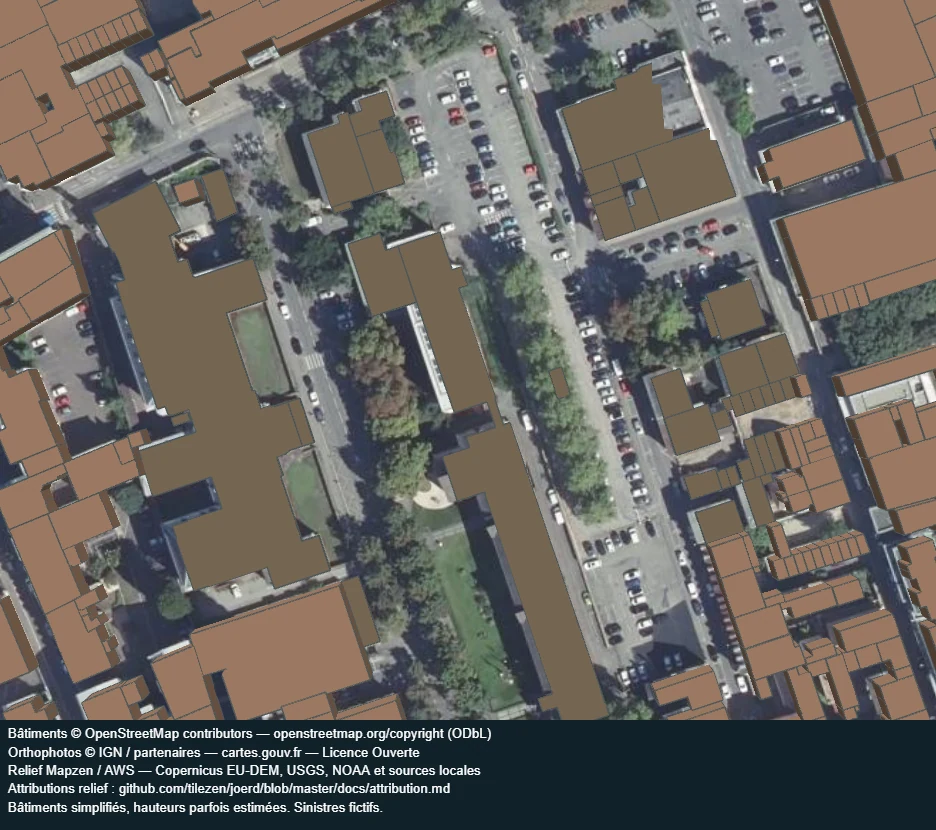 Bâtiments © OpenStreetMap contributors — openstreetmap.org/copyright (ODbL)
Orthophotos © IGN / partenaires — cartes.gouv.fr — Licence Ouverte
Relief Mapzen / AWS — Copernicus EU-DEM, USGS, NOAA et sources locales
Attributions relief : github.com/tilezen/joerd/blob/master/docs/attribution.md
Bâtiments simplifiés, hauteurs parfois estimées. Sinistres fictifs.